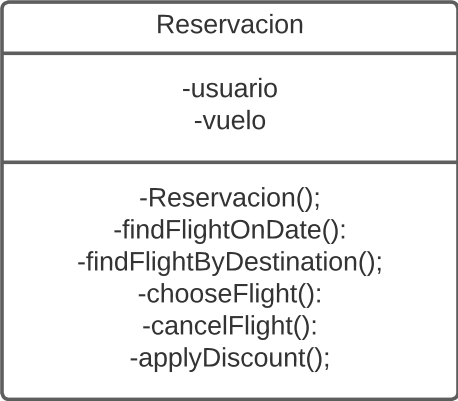 Reservacion
-usuario
-vuelo
-Reservacion();
-findFlightOnDate():
-findFlightByDestination();
-chooseFlight():
-cancelFlight():
-applyDiscount();